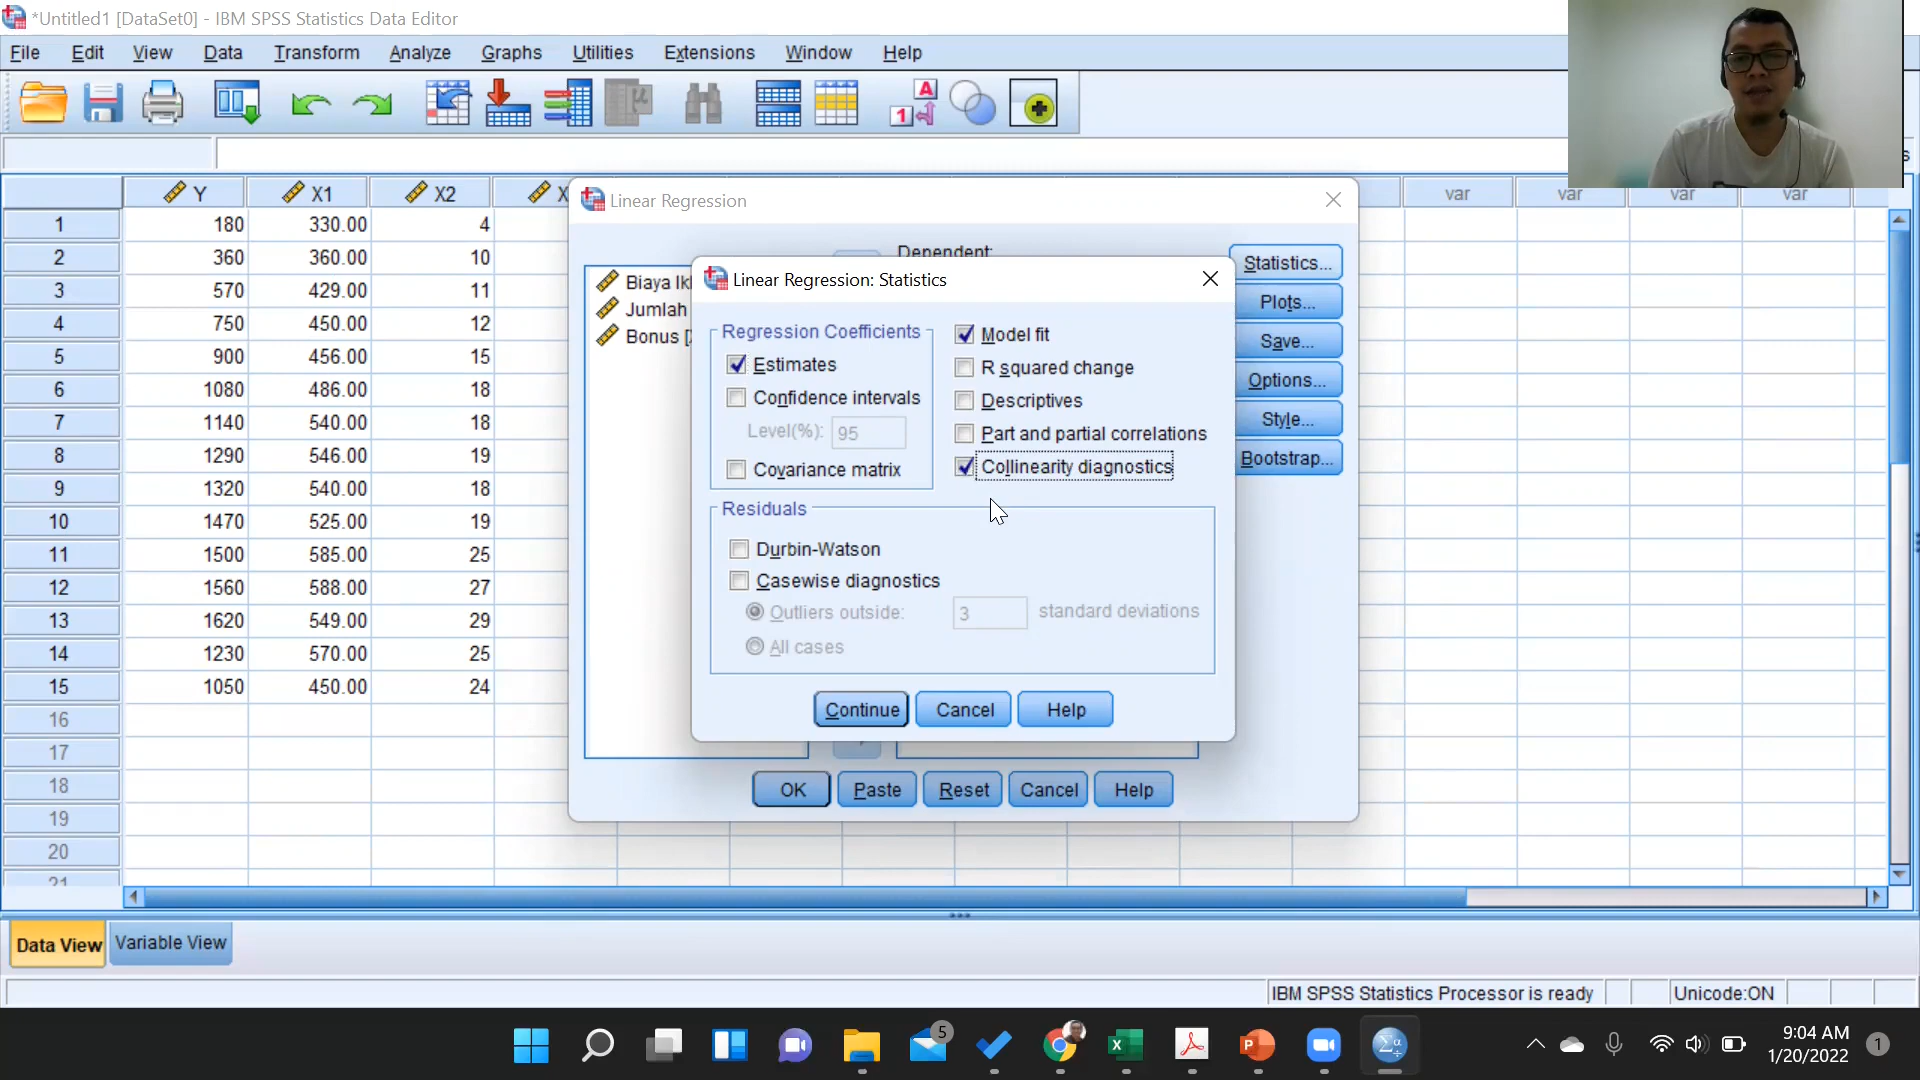 *Untitled1 [DataSet0] - IBM SPSS Statistics Data Editor
File Edit View Data Transform Analyze Graphs Utilities Extensions Window Help
Y X1 X2 X var var var var
1 180 330.00 4
2 360 360.00 10
3 570 429.00 11
4 750 450.00 12
5 900 456.00 15
6 1080 486.00 18
7 1140 540.00 18
8 1290 546.00 19
9 1320 540.00 18
10 1470 525.00 19
11 1500 585.00 25
12 1560 588.00 27
13 1620 549.00 29
14 1230 570.00 25
15 1050 450.00 24
16
17
18
19
20
21
Linear Regression
Dependent:
Biaya Ikl
Jumlah
Bonus [
Statistics...
Plots...
Save...
Options...
Style...
Bootstrap...
Linear Regression: Statistics
Regression Coefficients
Estimates
Confidence intervals
Level(%): 95
Covariance matrix
Model fit
R squared change
Descriptives
Part and partial correlations
Collinearity diagnostics
Residuals
Durbin-Watson
Casewise diagnostics
Outliers outside: 3 standard deviations
All cases
Continue Cancel Help
OK Paste Reset Cancel Help
Data View Variable View
IBM SPSS Statistics Processor is ready Unicode:ON
5
9:04 AM
1/20/2022
1